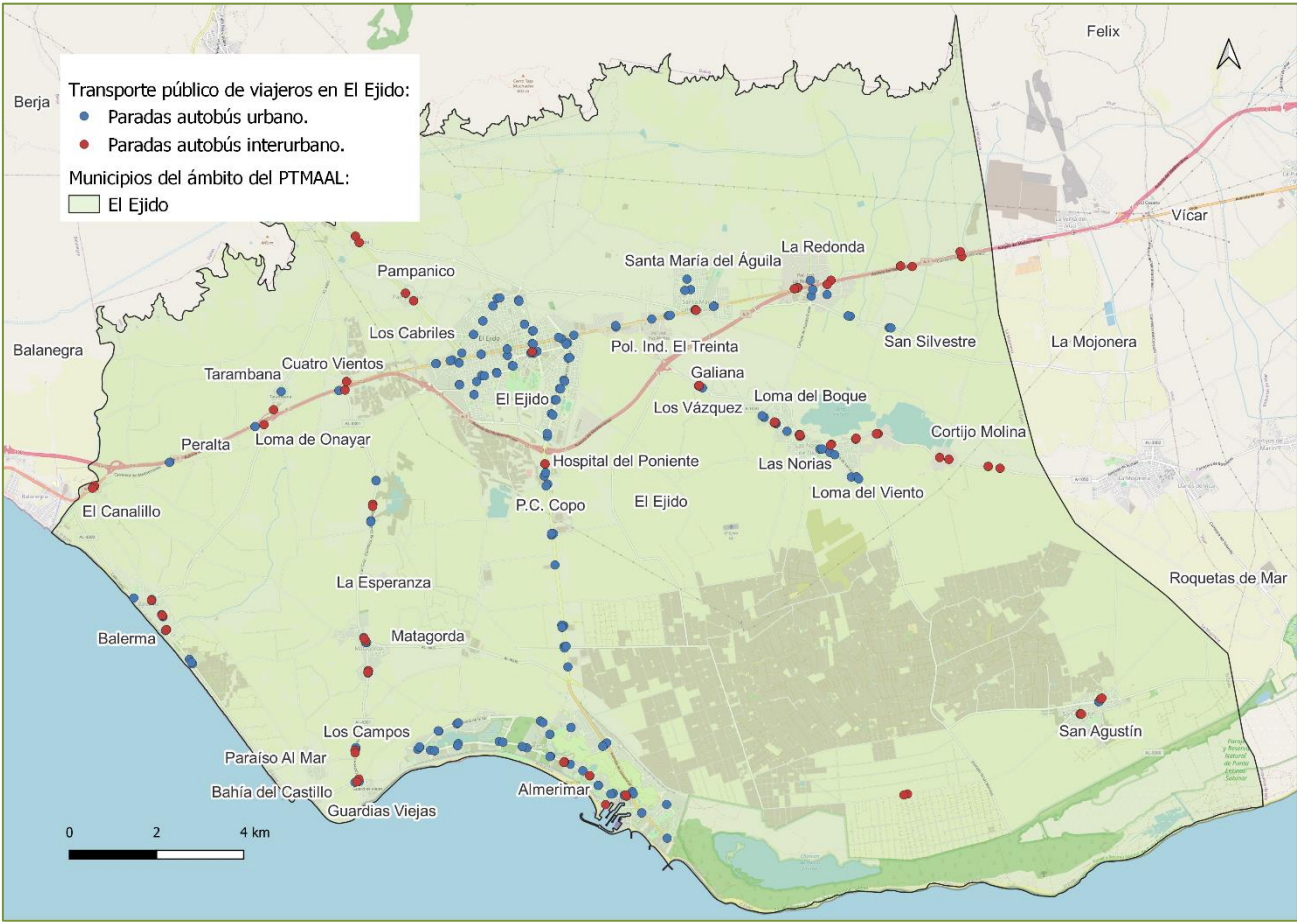 Felix
Transporte público de viajeros en El Ejido:
Berja
Paradas autobús urbano.
Paradas autobús interurbano.
Municipios del ámbito del PTMAAL:
El Ejido
Vícar
La Redonda
Santa María del Águila
Pampanico
Los Cabriles
Pol. Ind. El Treinta
San Silvestre
La Mojonera
Balanegra
Cuatro Vientos
Tarambana
Galiana
Loma del Boque
El Ejido
Los Vázquez
Cortijo Molina
Peralta
Loma de Onayar
Hospital del Poniente
Las Norias
Loma del Viento
El Canalillo
P.C. Copo
El Ejido
La Esperanza
Roquetas de Mar
Balerma
Matagorda
Los Campos
San Agustín
Paraíso Al Mar
Bahía del Castillo
Almerimar
Guardias Viejas
0 2 4 km